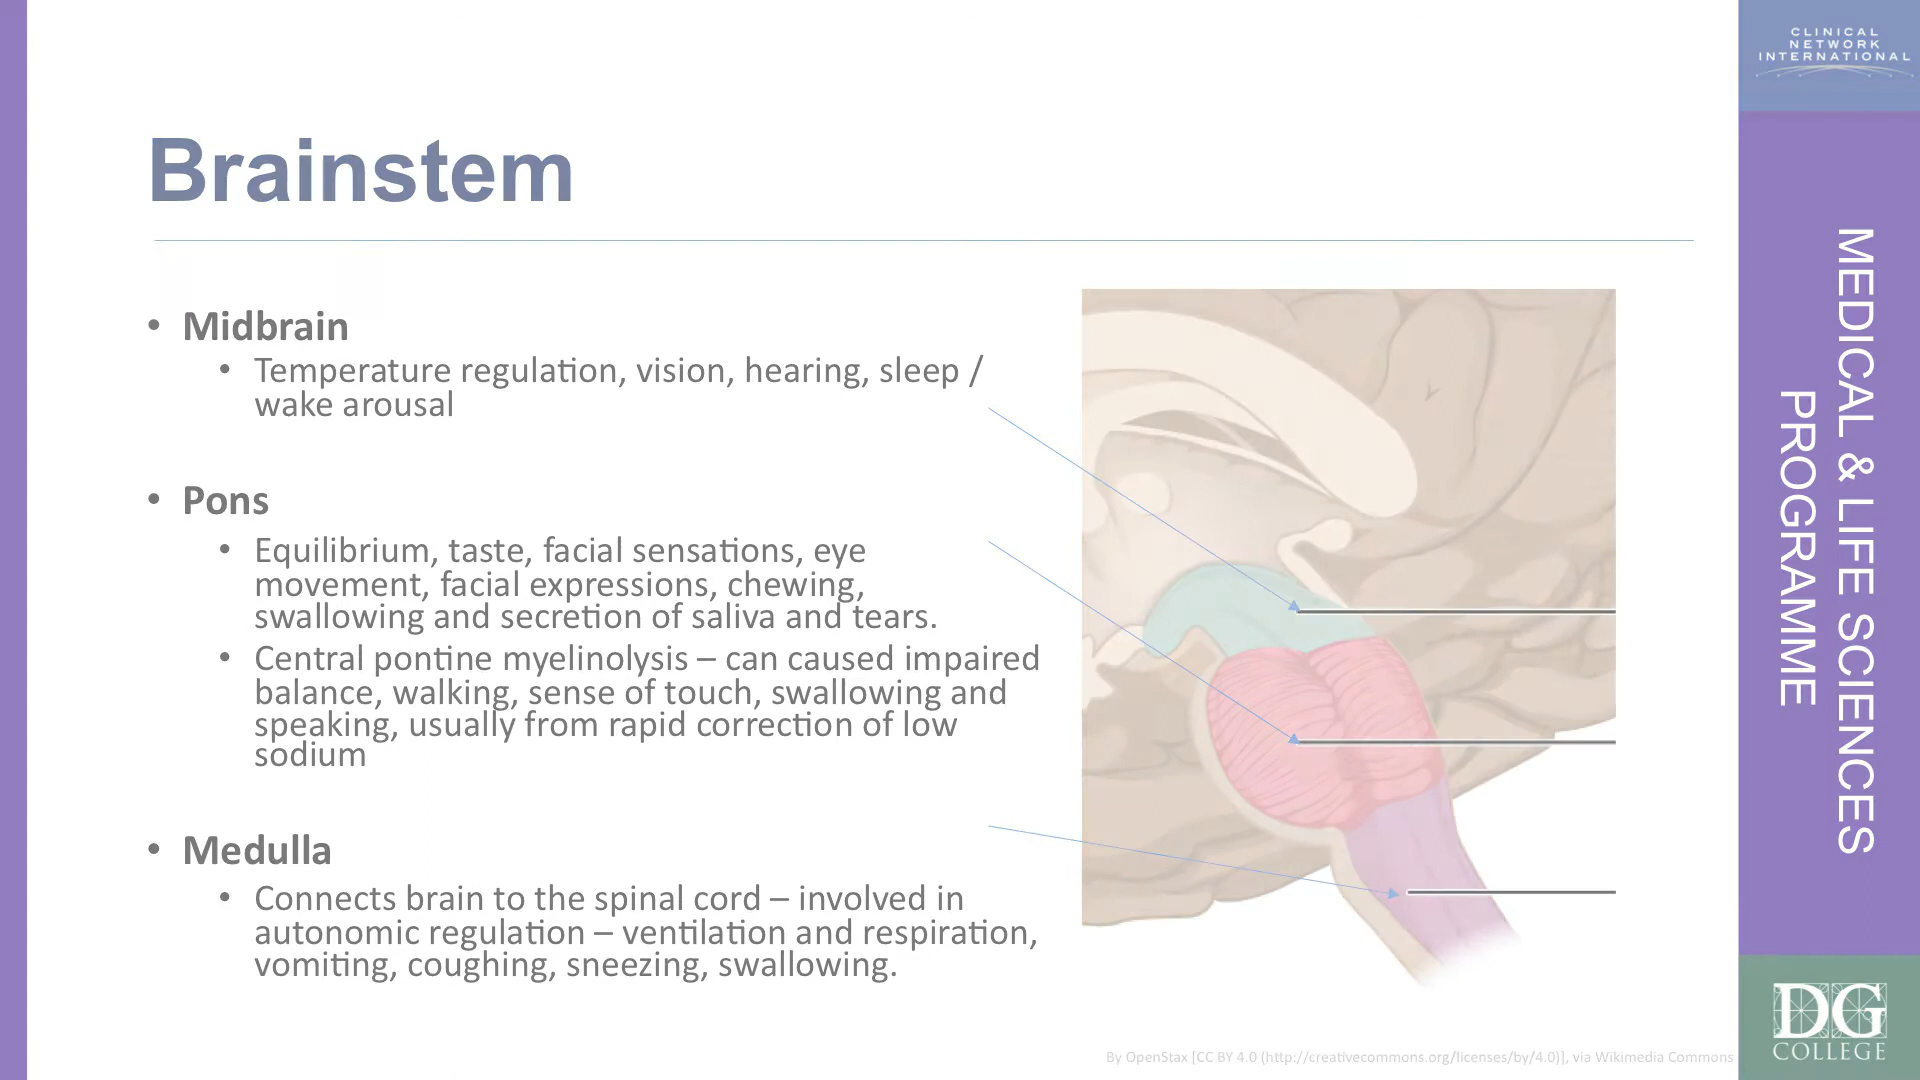 CLINICAL
NETWORK
INTERNATIONAL
Brainstem
• Midbrain
• Temperature regulation, vision, hearing, sleep /
wake arousal
• Pons
• Equilibrium, taste, facial sensations, eye
movement, facial expressions, chewing,
swallowing and secretion of saliva and tears.
• Central pontine myelinolysis – can caused impaired
balance, walking, sense of touch, swallowing and
speaking, usually from rapid correction of low
sodium
• Medulla
• Connects brain to the spinal cord – involved in
autonomic regulation – ventilation and respiration,
vomiting, coughing, sneezing, swallowing.
MEDICAL & LIFE SCIENCES
PROGRAMME
By OpenStax [CC BY 4.0 (http://creativecommons.org/licenses/by/4.0)], via Wikimedia Commons
DG
COLLEGE